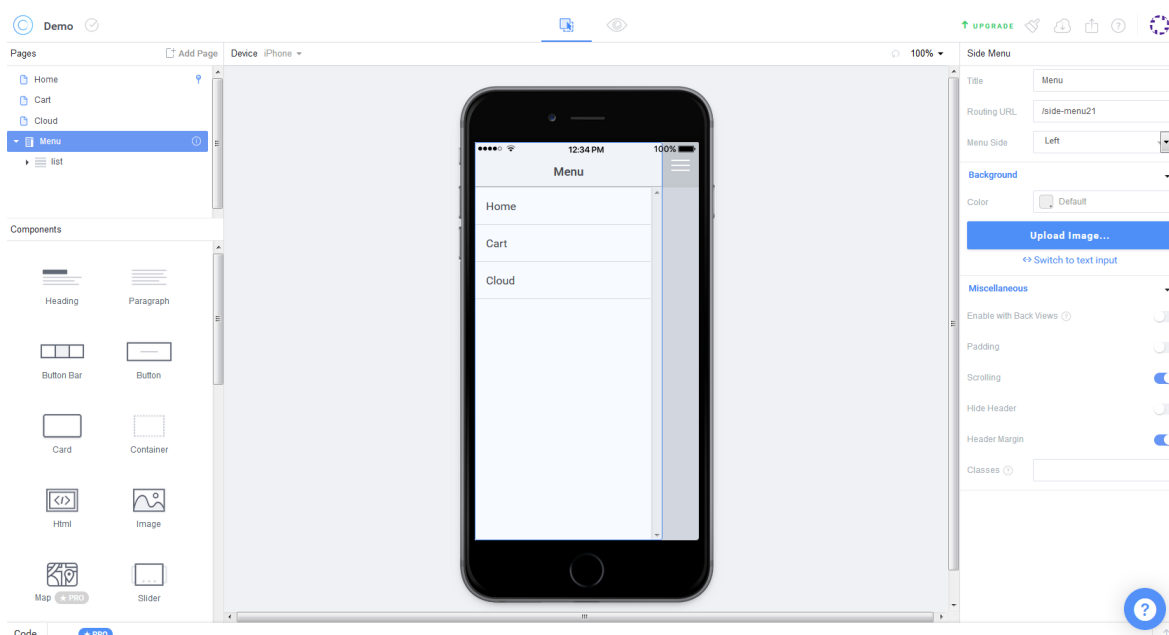 Demo
UPGRADE
Pages
Add Page
Device iPhone
100%
Side Menu
Home
Cart
Cloud
Menu
list
Components
Heading
Paragraph
Button Bar
Button
Card
Container
Html
Image
Map
PRO
Slider
Code
PRO
12:34 PM
100%
Menu
Home
Cart
Cloud
Title
Menu
Routing URL
/side-menu21
Menu Side
Left
Background
Color
Default
Upload Image...
Switch to text input
Miscellaneous
Enable with Back Views
Padding
Scrolling
Hide Header
Header Margin
Classes